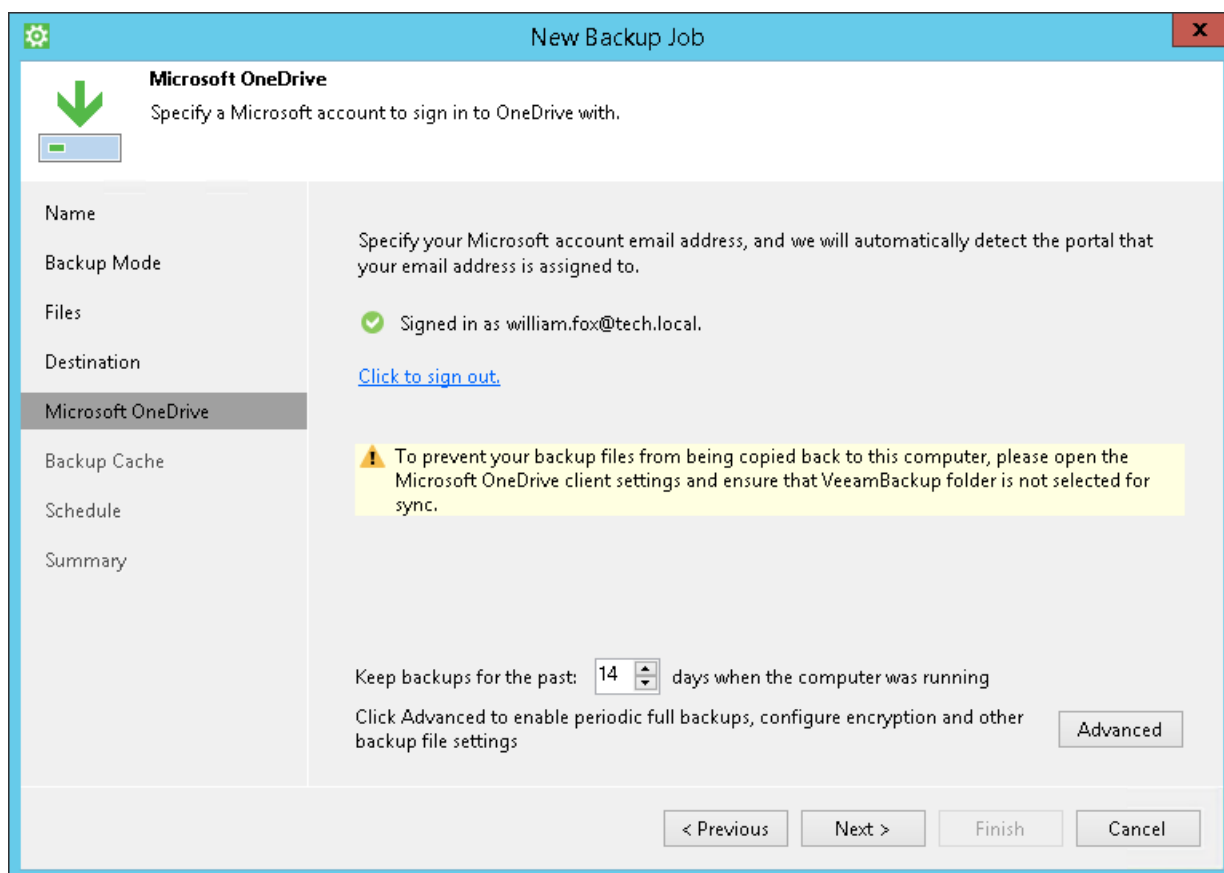 New Backup Job
x
Microsoft OneDrive
Specify a Microsoft account to sign in to OneDrive with.
Name
Backup Mode
Files
Destination
Microsoft OneDrive
Backup Cache
Schedule
Summary
Specify your Microsoft account email address, and we will automatically detect the portal that
your email address is assigned to.
Signed in as william.fox@tech.local.
Click to sign out.
To prevent your backup files from being copied back to this computer, please open the
Microsoft OneDrive client settings and ensure that VeeamBackup folder is not selected for
sync.
Keep backups for the past: 14 days when the computer was running
Click Advanced to enable periodic full backups, configure encryption and other
backup file settings
Advanced
< Previous
Next >
Finish
Cancel